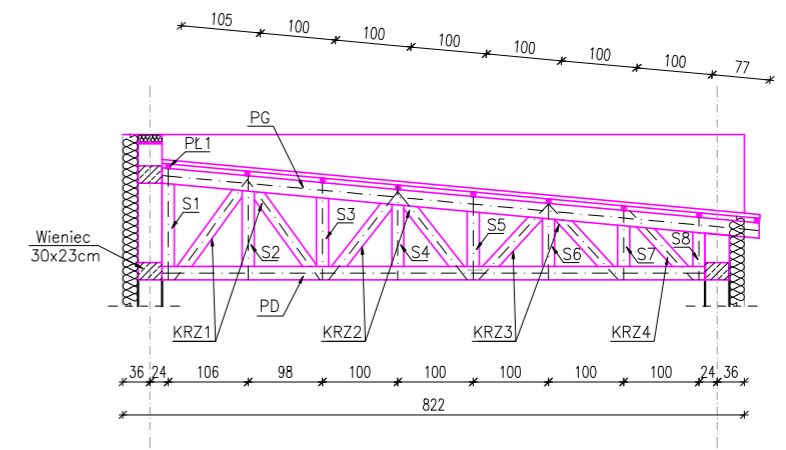 105 100 100 100 100 100 100 77
PG
PŁ1
S1
S3
Wieniec
30x23cm
S2
S4
S5
S6
S7
S8
PD
KRZ1 KRZ2 KRZ3 KRZ4
36 24 106 98 100 100 100 100 100 24 36
822